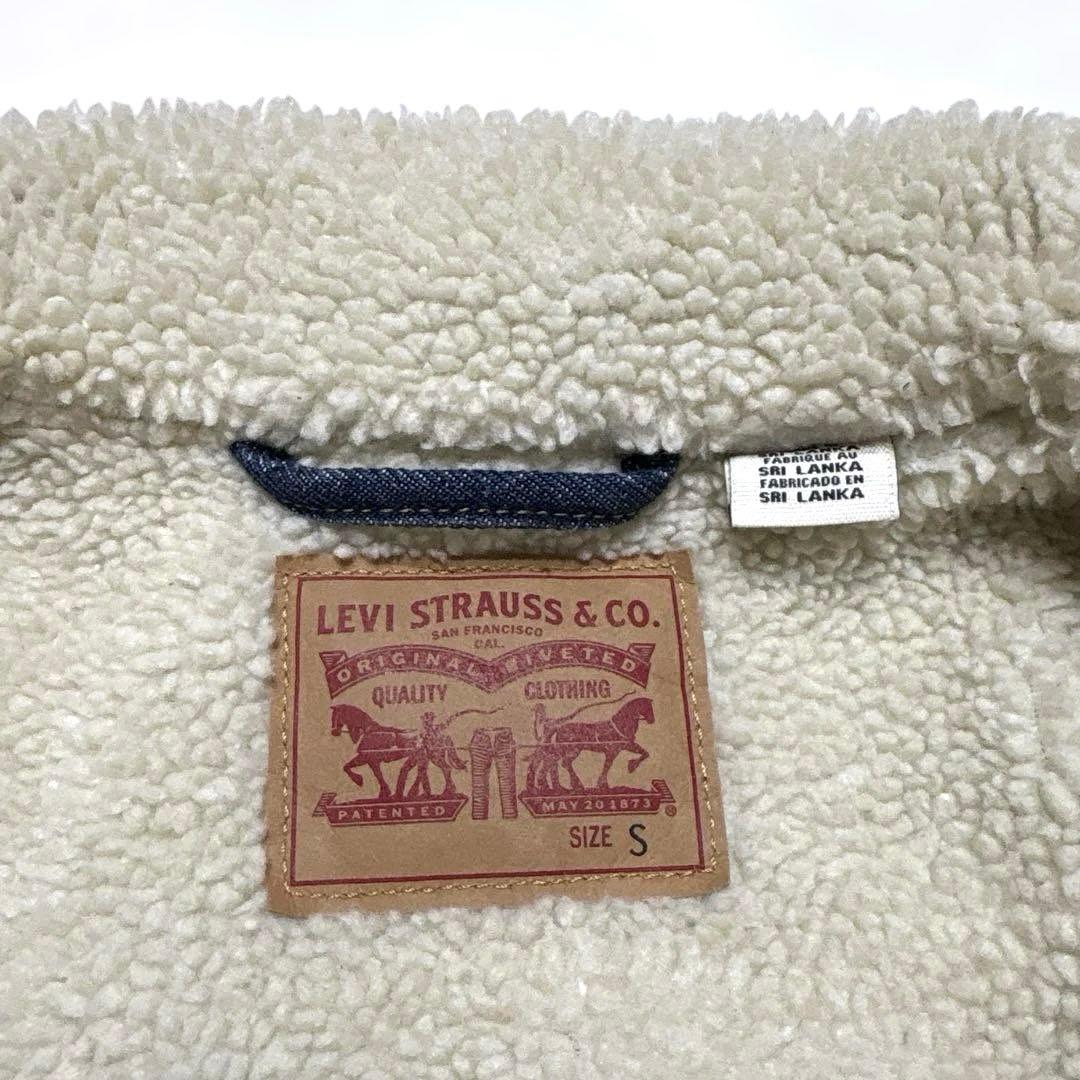 FABRIQUE AU
SRI LANKA
FABRICADO EN
SRI LANKA
LEVI STRAUSS & CO.
SAN FRANCISCO
CAL.
ORIGINAL RIVETED
QUALITY CLOTHING
PATENTED MAY 20 1873 ®
SIZE S